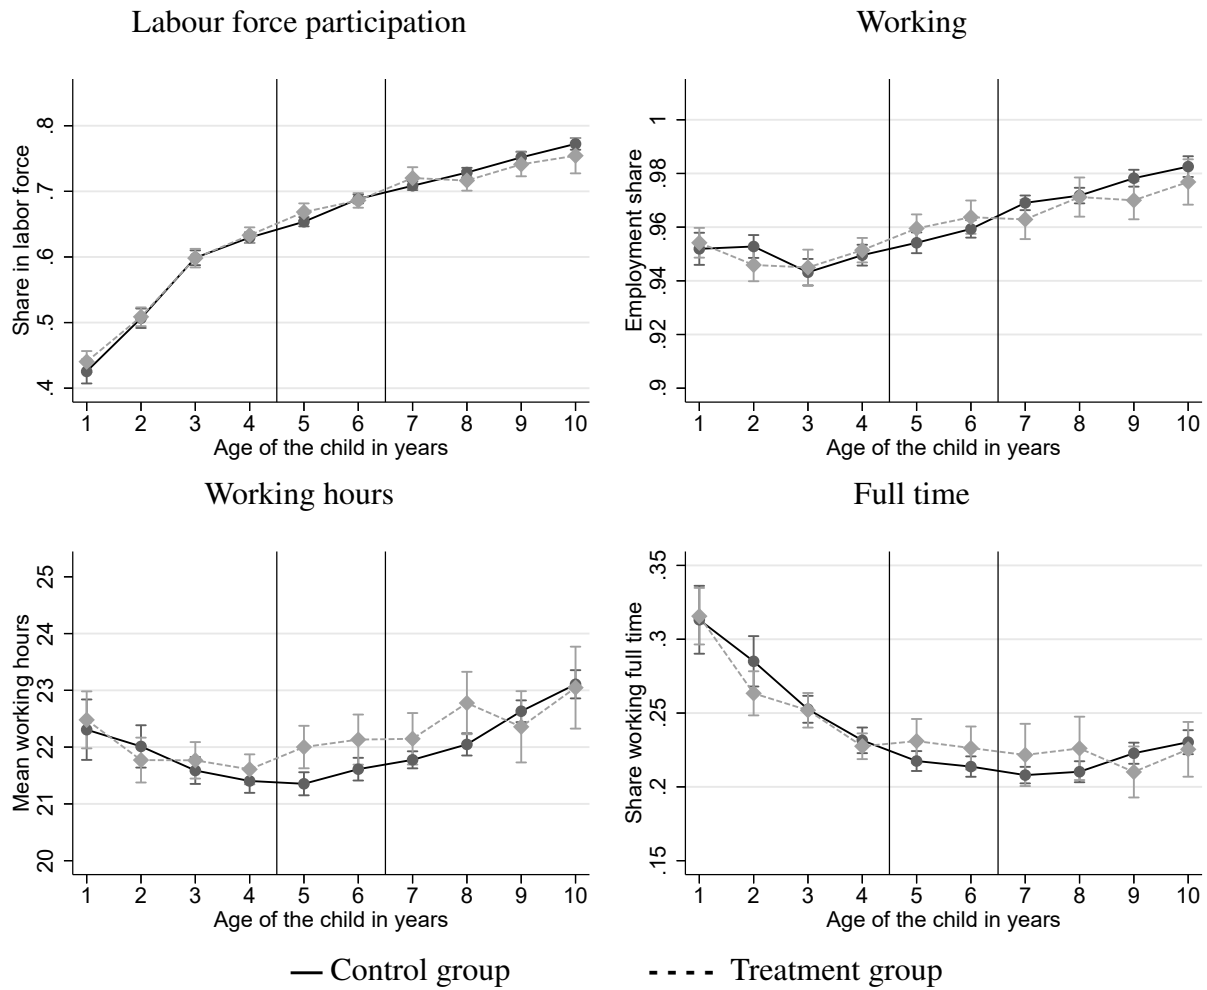 Labour force participation
Share in labor force
.8
.7
.6
.5
.4
1 2 3 4 5 6 7 8 9 10
Age of the child in years
Working
Employment share
1
.98
.96
.94
.92
.9
1 2 3 4 5 6 7 8 9 10
Age of the child in years
Working hours
Mean working hours
25
24
23
22
21
20
1 2 3 4 5 6 7 8 9 10
Age of the child in years
Full time
Share working full time
.35
.3
.25
.2
.15
1 2 3 4 5 6 7 8 9 10
Age of the child in years
Control group
Treatment group